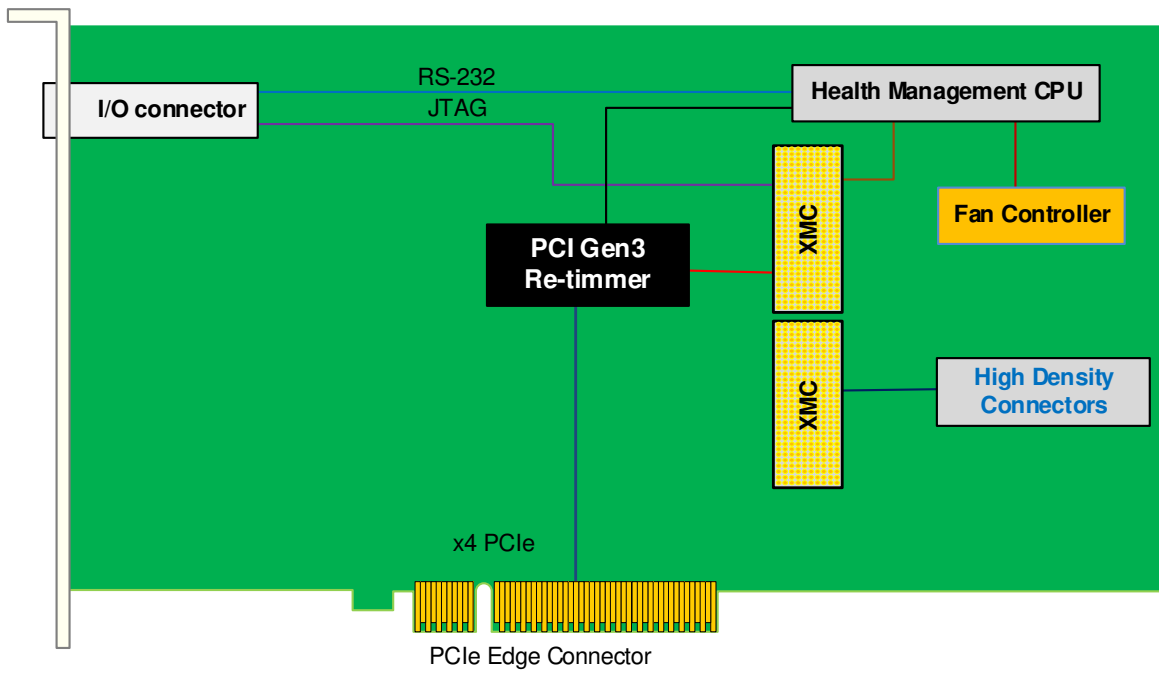 RS-232
I/O connector
JTAG
Health Management CPU
XMC
Fan Controller
PCI Gen3
Re-timmer
XMC
High Density
Connectors
x4 PCIe
PCIe Edge Connector